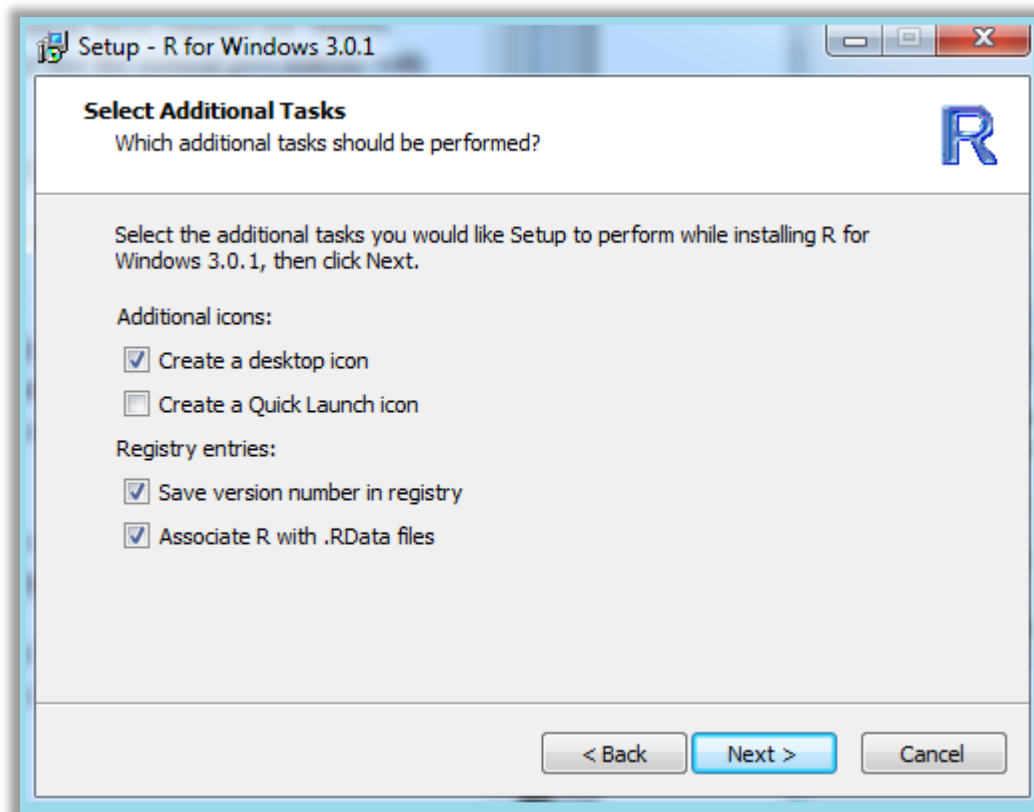 Setup - R for Windows 3.0.1
Select Additional Tasks
Which additional tasks should be performed?
R
Select the additional tasks you would like Setup to perform while installing R for
Windows 3.0.1, then click Next.
Additional icons:
Create a desktop icon
Create a Quick Launch icon
Registry entries:
Save version number in registry
Associate R with .RData files
< Back Next > Cancel